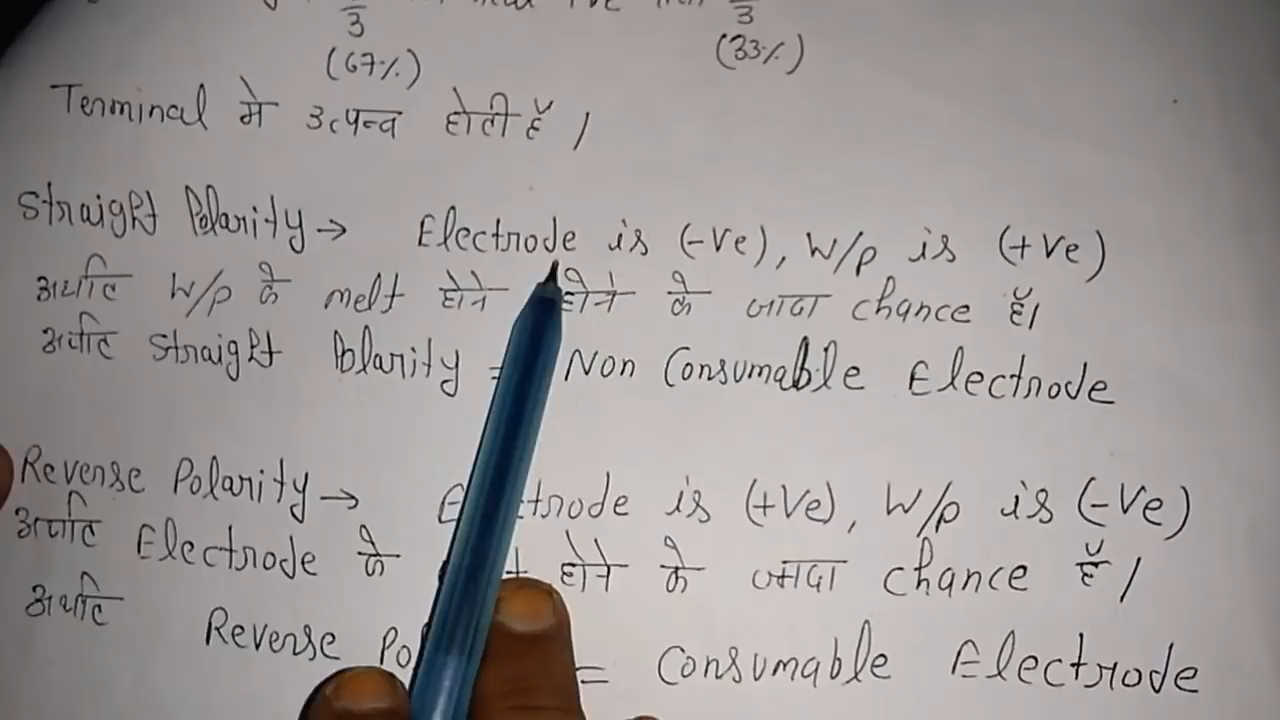 3 3
(67%) (33%)
Terminal मे उत्पन्न होती हैं ।
Straight Polarity → Electrode is (-ve), W/p is (+ve)
अर्थात W/p के melt होने होने के जादा chance हैं।
अर्थात Straight Polarity = Non Consumable Electrode
Reverse Polarity → is (+ve), W/p is (-ve)
अर्थात Electrode के होने के जादा chance हैं ।
अर्थात Reverse = Consumable Electrode